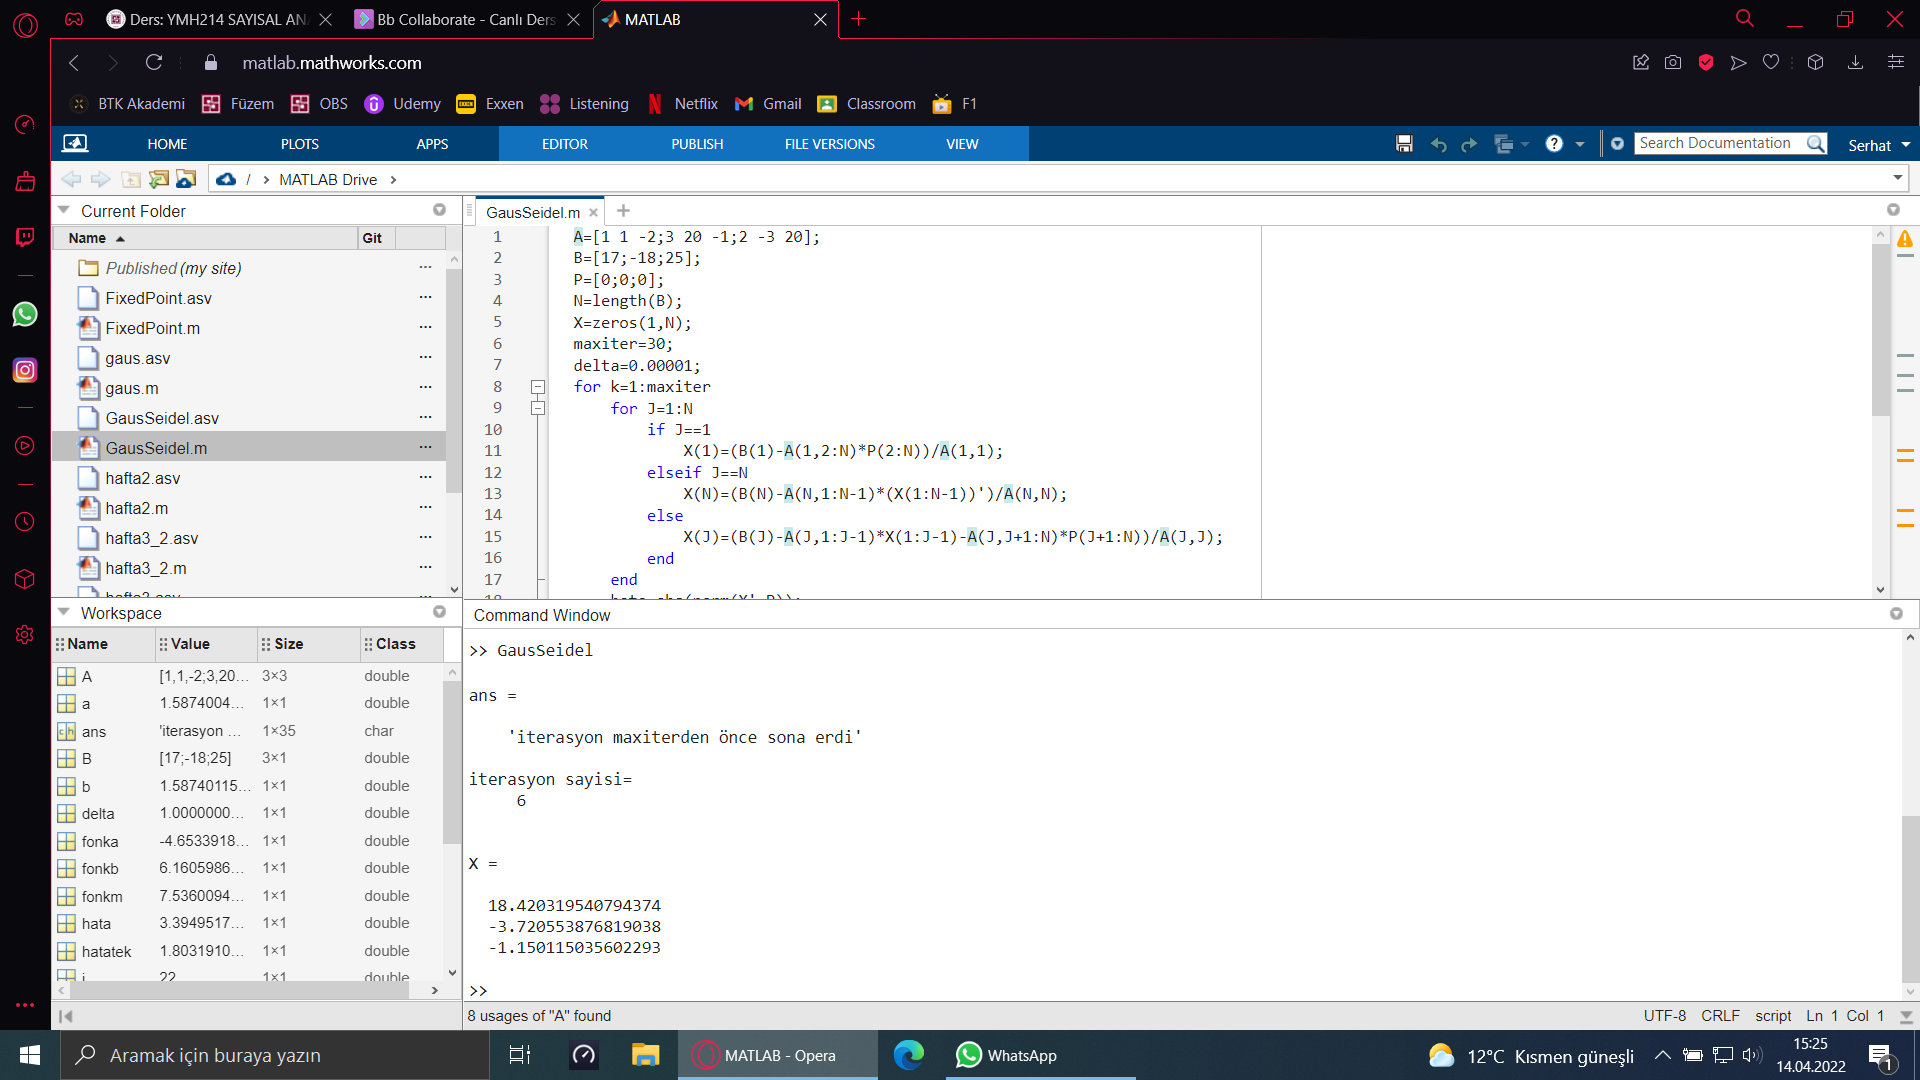 Ders: YMH214 SAYISAL AN
Bb Collaborate - Canlı Ders
MATLAB
matlab.mathworks.com
BTK Akademi
Füzem
OBS
Udemy
Exxen
Listening
Netflix
Gmail
Classroom
F1
HOME
PLOTS
APPS
EDITOR
PUBLISH
FILE VERSIONS
VIEW
Search Documentation
Serhat
/ > MATLAB Drive >
Current Folder
Name
Git
Published (my site)
FixedPoint.asv
FixedPoint.m
gaus.asv
gaus.m
GausSeidel.asv
GausSeidel.m
hafta2.asv
hafta2.m
hafta3_2.asv
hafta3_2.m
GausSeidel.m
1 A=[1 1 -2;3 20 -1;2 -3 20];
2 B=[17;-18;25];
3 P=[0;0;0];
4 N=length(B);
5 X=zeros(1,N);
6 maxiter=30;
7 delta=0.00001;
8 for k=1:maxiter
9 for J=1:N
10 if J==1
11 X(1)=(B(1)-A(1,2:N)*P(2:N))/A(1,1);
12 elseif J==N
13 X(N)=(B(N)-A(N,1:N-1)*(X(1:N-1))')/A(N,N);
14 else
15 X(J)=(B(J)-A(J,1:J-1)*X(1:J-1)-A(J,J+1:N)*P(J+1:N))/A(J,J);
16 end
17 end
Workspace
Name Value Size Class
A [1,1,-2;3,20... 3×3 double
a 1.5874004... 1×1 double
ans 'iterasyon ... 1×35 char
B [17;-18;25] 3×1 double
b 1.58740115... 1×1 double
delta 1.0000000... 1×1 double
fonka -4.6533918... 1×1 double
fonkb 6.1605986... 1×1 double
fonkm 7.5360094... 1×1 double
hata 3.3949517... 1×1 double
hatatek 1.8031910... 1×1 double
i 22 1×1 double
Command Window
>> GausSeidel
ans =
'iterasyon maxiterden önce sona erdi'
iterasyon sayisi=
6
X =
18.420319540794374
-3.720553876819038
-1.150115035602293
>>
8 usages of "A" found
UTF-8 CRLF script Ln 1 Col 1
Aramak için buraya yazın
MATLAB - Opera
WhatsApp
12°C Kısmen güneşli
15:25
14.04.2022
1